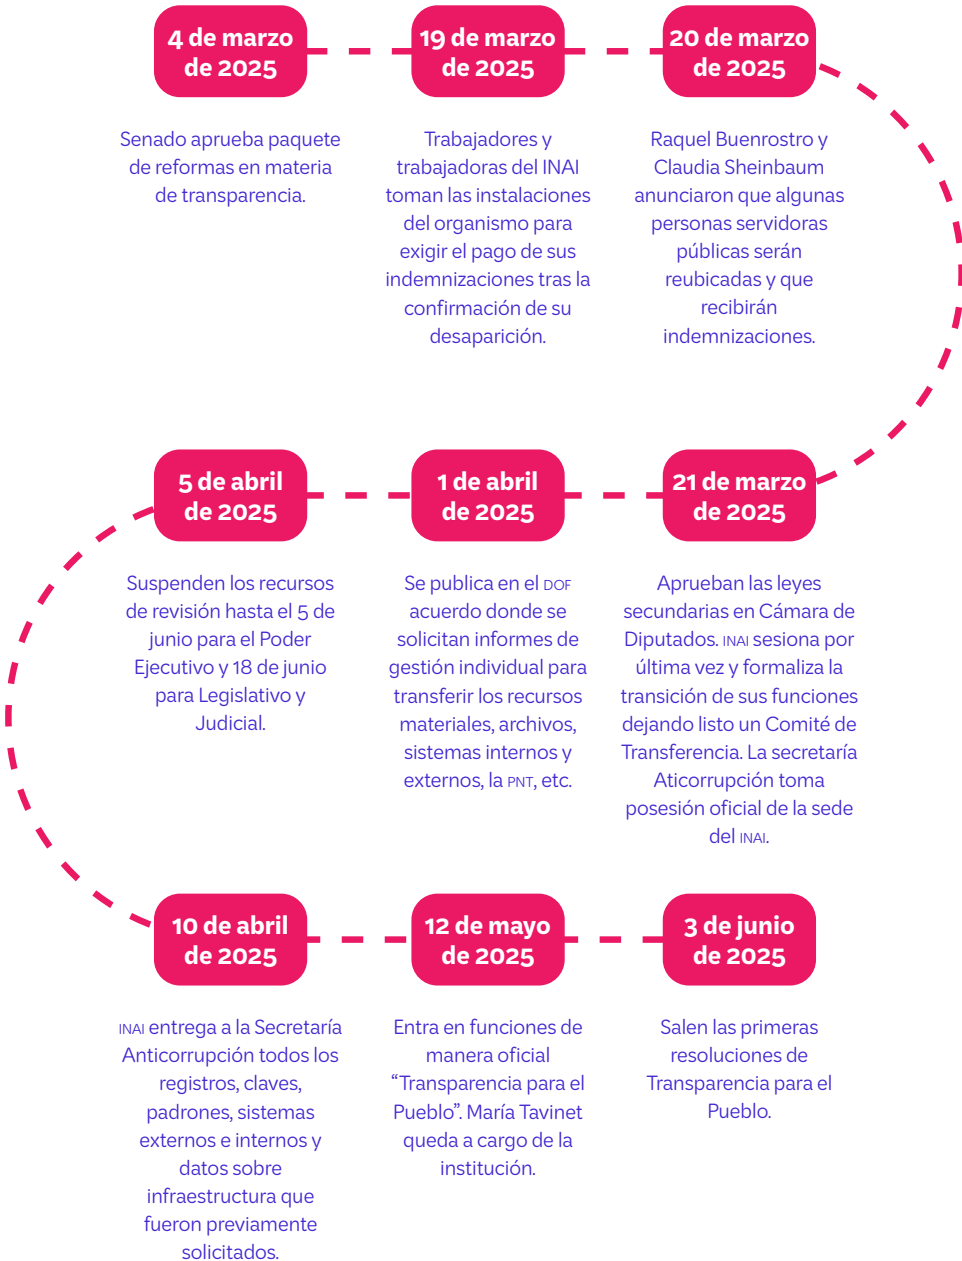 4 de marzo
de 2025
Senado aprueba paquete
de reformas en materia
de transparencia.
19 de marzo
de 2025
Trabajadores y
trabajadoras del INAI
toman las instalaciones
del organismo para
exigir el pago de sus
indemnizaciones tras la
confirmación de su
desaparición.
20 de marzo
de 2025
Raquel Buenrostro y
Claudia Sheinbaum
anunciaron que algunas
personas servidoras
públicas serán
reubicadas y que
recibirán
indemnizaciones.
21 de marzo
de 2025
Aprueban las leyes
secundarias en Cámara de
Diputados. INAI sesiona por
última vez y formaliza la
transición de sus funciones
dejando listo un Comité de
Transferencia. La secretaría
Aticorrupción toma
posesión oficial de la sede
del INAI.
1 de abril
de 2025
Se publica en el DOF
acuerdo donde se
solicitan informes de
gestión individual para
transferir los recursos
materiales, archivos,
sistemas internos y
externos, la PNT, etc.
5 de abril
de 2025
Suspenden los recursos
de revisión hasta el 5 de
junio para el Poder
Ejecutivo y 18 de junio
para Legislativo y
Judicial.
10 de abril
de 2025
INAI entrega a la Secretaría
Anticorrupción todos los
registros, claves,
padrones, sistemas
externos e internos y
datos sobre
infraestructura que
fueron previamente
solicitados.
12 de mayo
de 2025
Entra en funciones de
manera oficial
“Transparencia para el
Pueblo”. María Tavinet
queda a cargo de la
institución.
3 de junio
de 2025
Salen las primeras
resoluciones de
Transparencia para el
Pueblo.